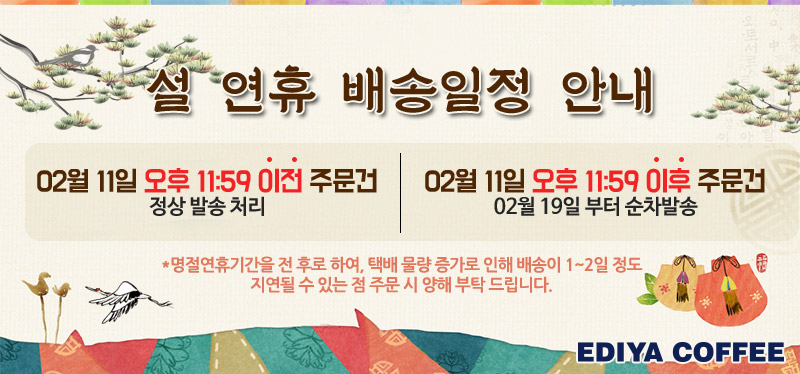 설 연휴 배송일정 안내
02월 11일 오후 11:59 이전 주문건
정상 발송 처리
02월 11일 오후 11:59 이후 주문건
02월 19일 부터 순차발송
*명절연휴기간을 전 후로 하여, 택배 물량 증가로 인해 배송이 1~2일 정도
지연될 수 있는 점 주문 시 양해 부탁 드립니다.
EDIYA COFFEE